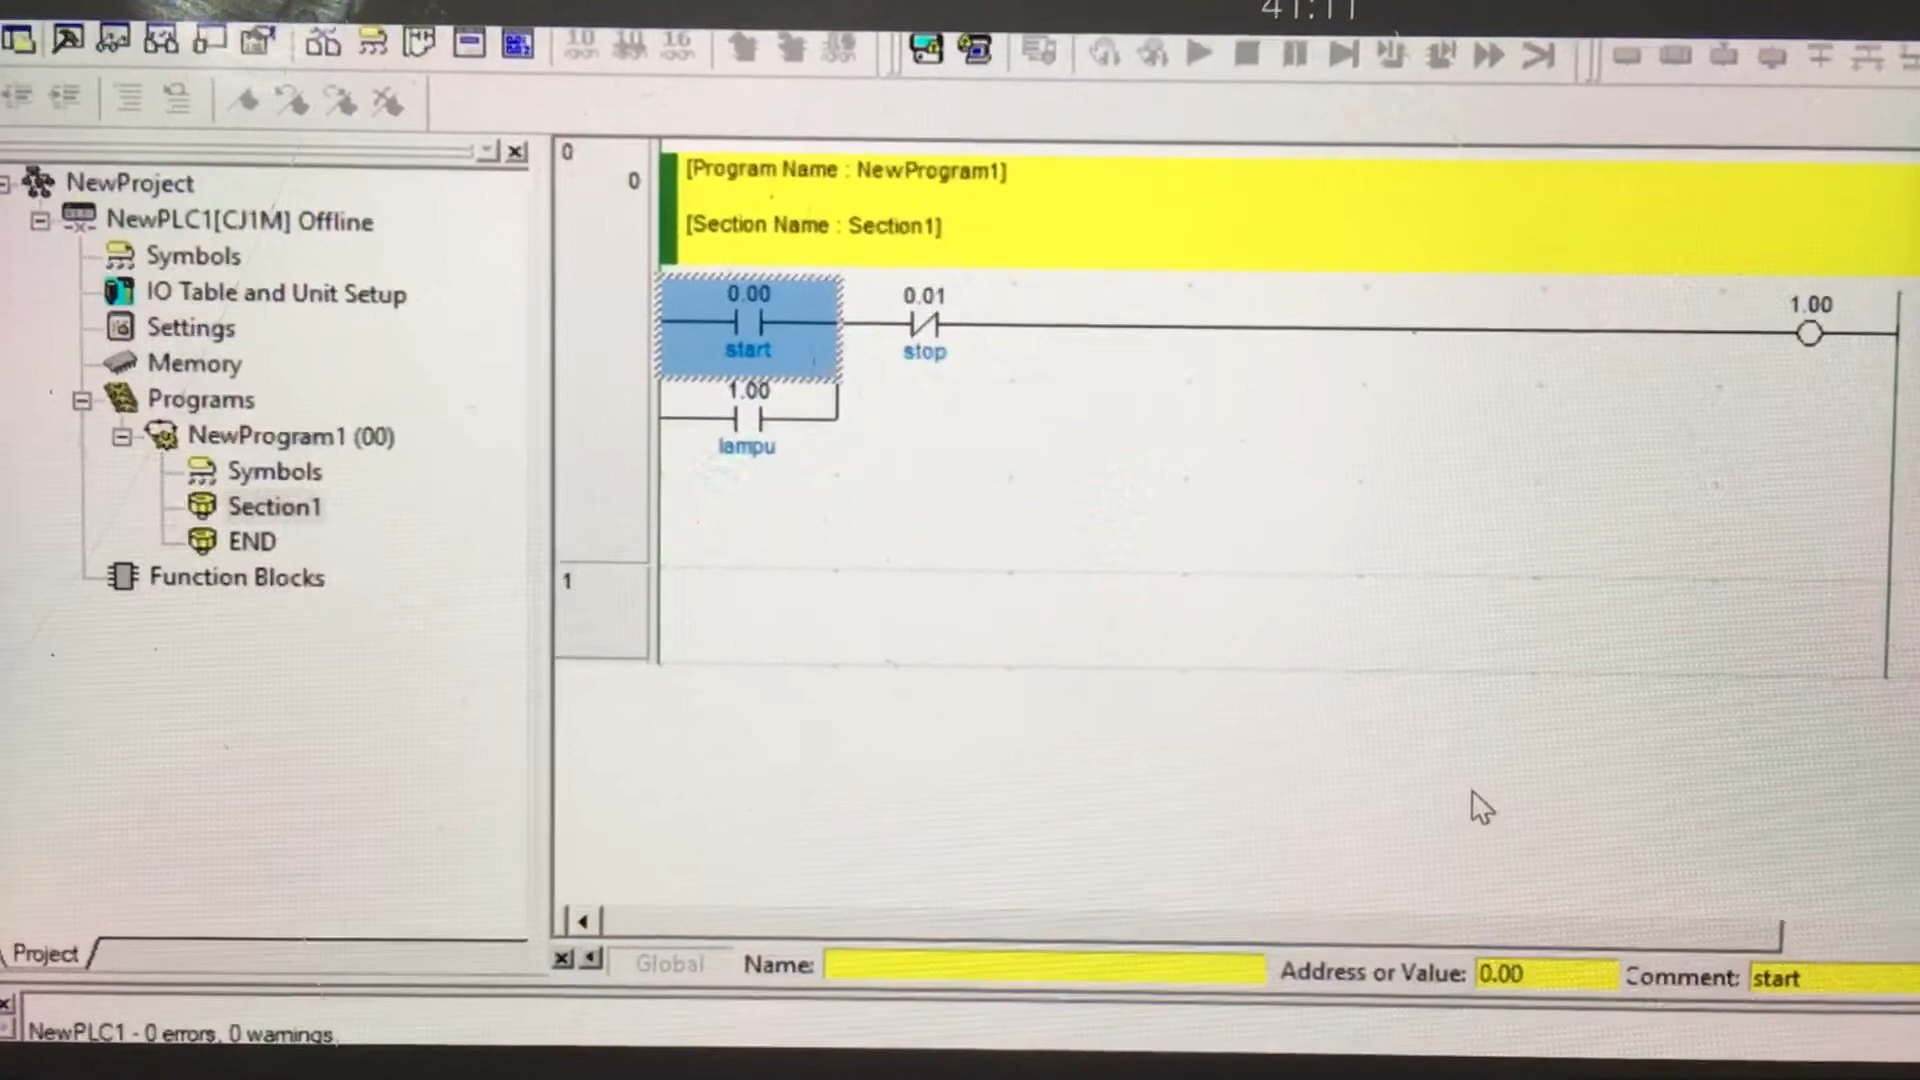 41:11
10
10
16
NewProject
NewPLC1[CJ1M] Offline
Symbols
IO Table and Unit Setup
Settings
Memory
Programs
NewProgram1 (00)
Symbols
Section1
END
Function Blocks
Project
0
0
[Program Name : NewProgram1]
[Section Name : Section1]
0.00
start
0.01
stop
1.00
1.00
lampu
1
Global
Name:
Address or Value: 0.00
Comment: start
NewPLC1 - 0 errors, 0 warnings.